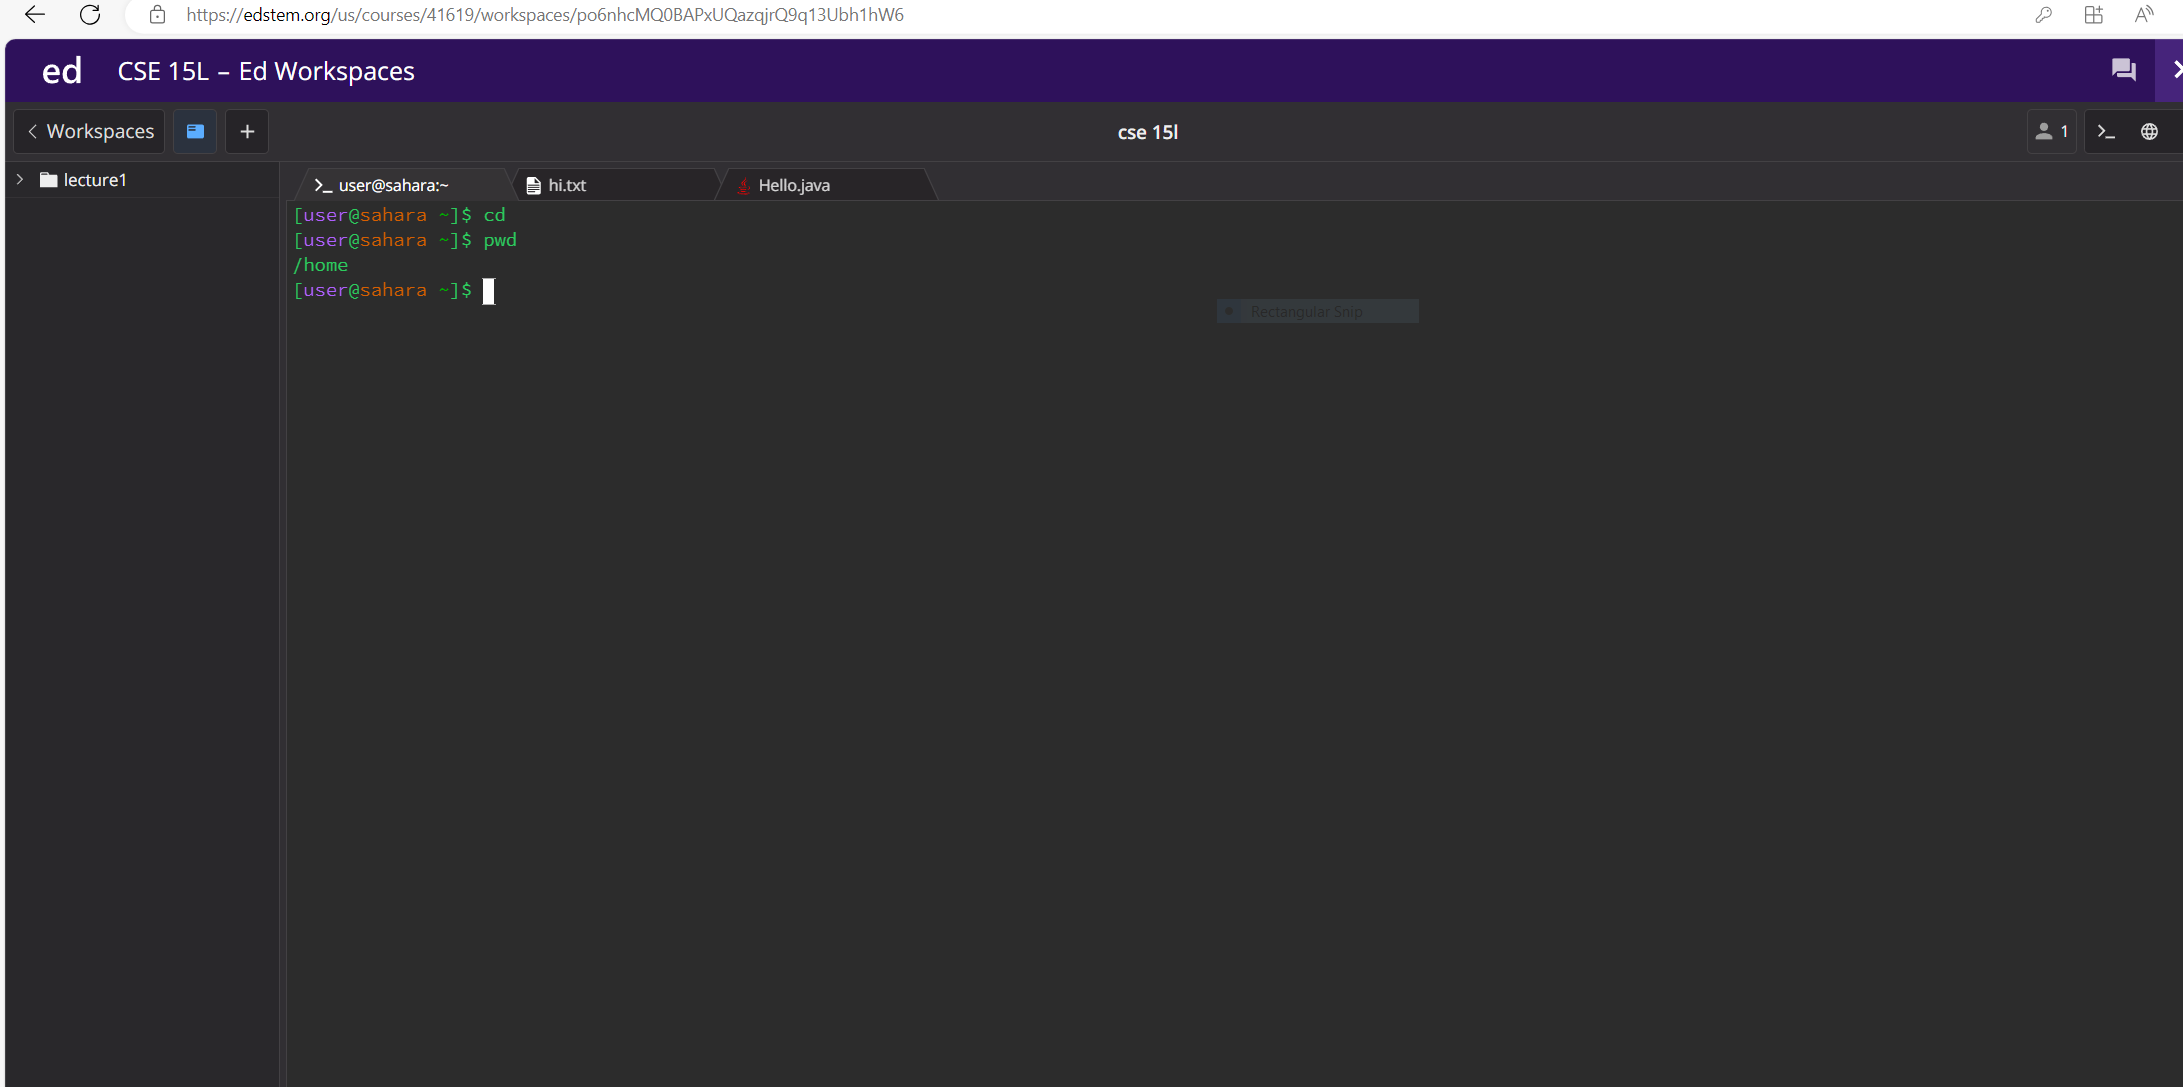 https://edstem.org/us/courses/41619/workspaces/po6nhcMQ0BAPxUQazqjrQ9q13Ubh1hW6
ed CSE 15L – Ed Workspaces
Workspaces + cse 15l 1
lecture1
user@sahara:~ hi.txt Hello.java
[user@sahara ~]$ cd
[user@sahara ~]$ pwd
/home
[user@sahara ~]$
Rectangular Snip